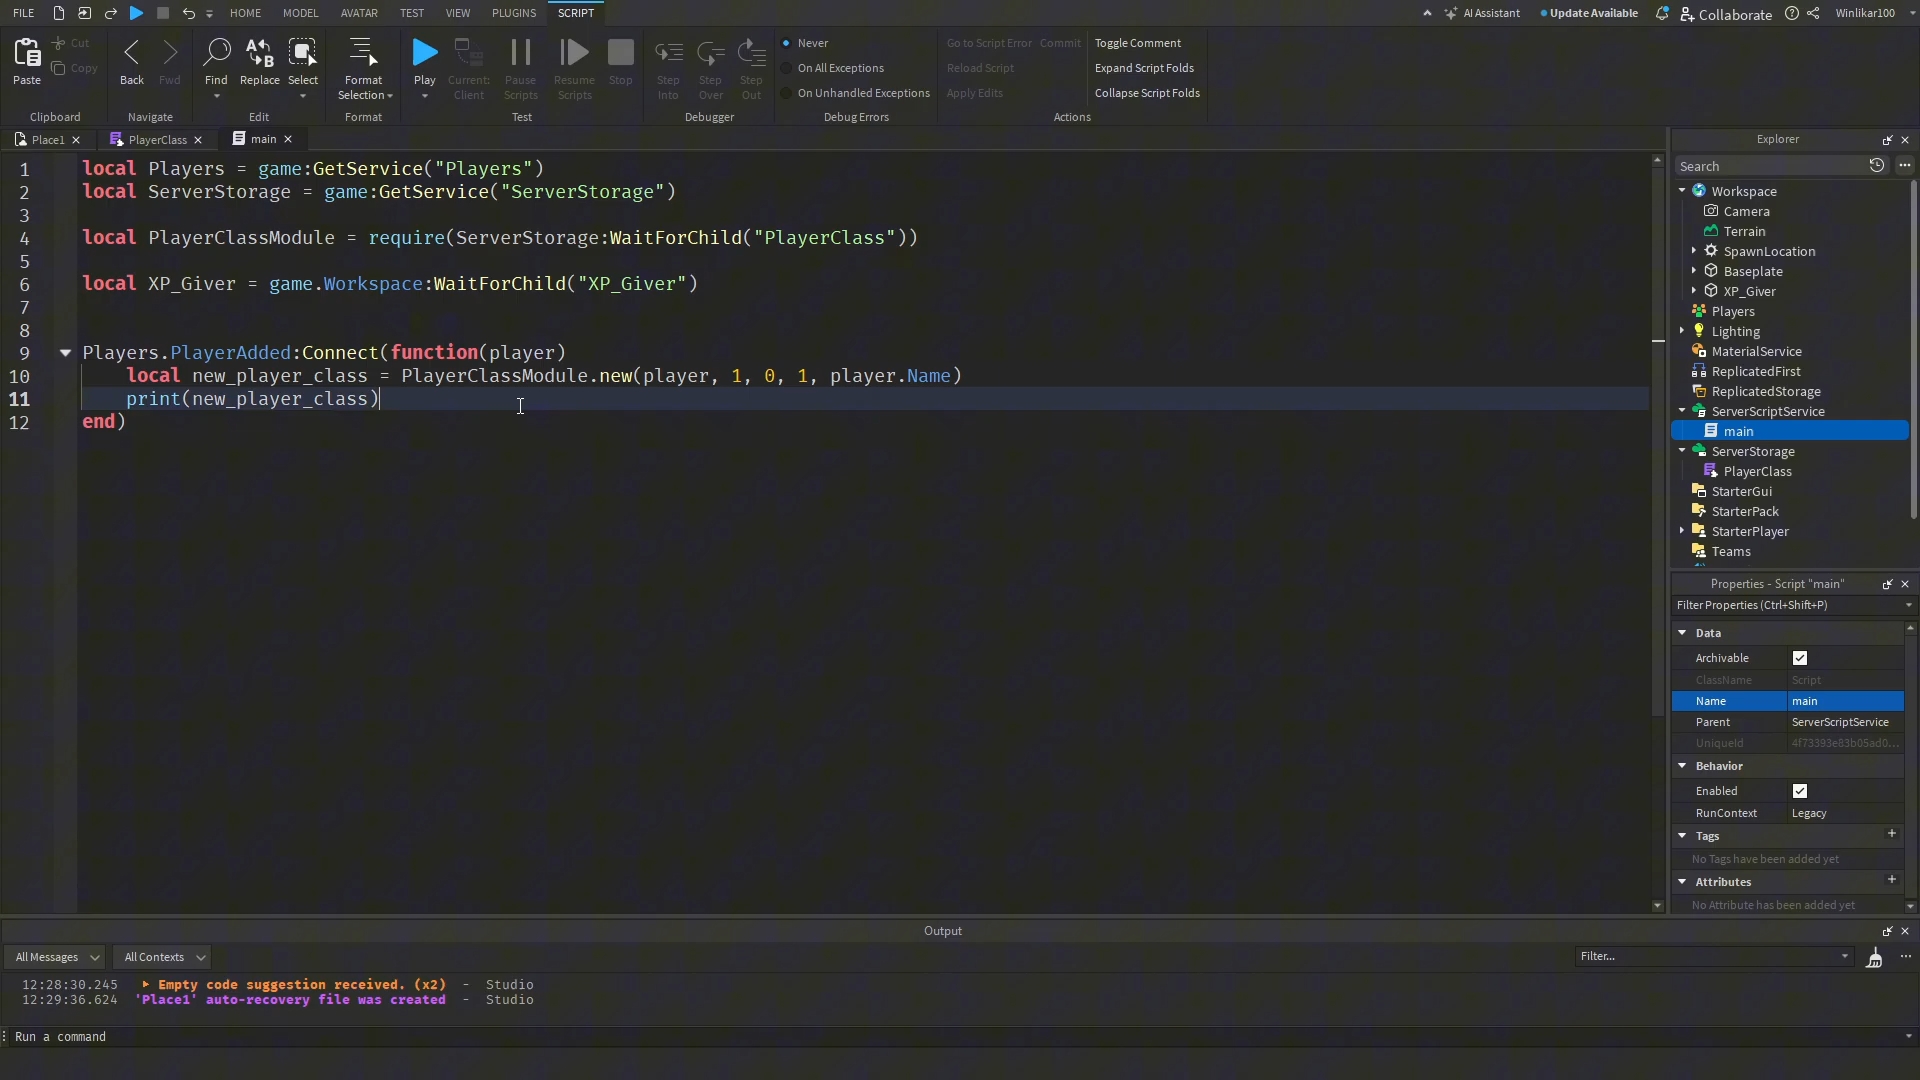 FILE HOME MODEL AVATAR TEST VIEW PLUGINS SCRIPT AI Assistant Update Available Collaborate Winlikar100
Paste Cut Copy Back Fwd Find Replace Select Format Selection Play Current: Client Pause Scripts Resume Scripts Stop Step Into Step Over Step Out
Never Go to Script Error Commit Toggle Comment
On All Exceptions Reload Script Expand Script Folds
On Unhandled Exceptions Apply Edits Collapse Script Folds
Clipboard Navigate Edit Format Test Debugger Debug Errors Actions
Place1 PlayerClass main
1 local Players = game:GetService("Players")
2 local ServerStorage = game:GetService("ServerStorage")
3
4 local PlayerClassModule = require(ServerStorage:WaitForChild("PlayerClass"))
5
6 local XP_Giver = game.Workspace:WaitForChild("XP_Giver")
7
8
9 Players.PlayerAdded:Connect(function(player)
10 local new_player_class = PlayerClassModule.new(player, 1, 0, 1, player.Name)
11 print(new_player_class)
12 end)
Explorer
Search
Workspace
Camera
Terrain
SpawnLocation
Baseplate
XP_Giver
Players
Lighting
MaterialService
ReplicatedFirst
ReplicatedStorage
ServerScriptService
main
ServerStorage
PlayerClass
StarterGui
StarterPack
StarterPlayer
Teams
Properties - Script "main"
Filter Properties (Ctrl+Shift+P)
Data
Archivable
ClassName Script
Name main
Parent ServerScriptService
UniqueId 4f73393e83b05ad0...
Behavior
Enabled
RunContext Legacy
Tags
No Tags have been added yet
Attributes
No Attribute has been added yet
Output
All Messages All Contexts Filter...
12:28:30.245 Empty code suggestion received. (x2) - Studio
12:29:36.624 'Place1' auto-recovery file was created - Studio
Run a command